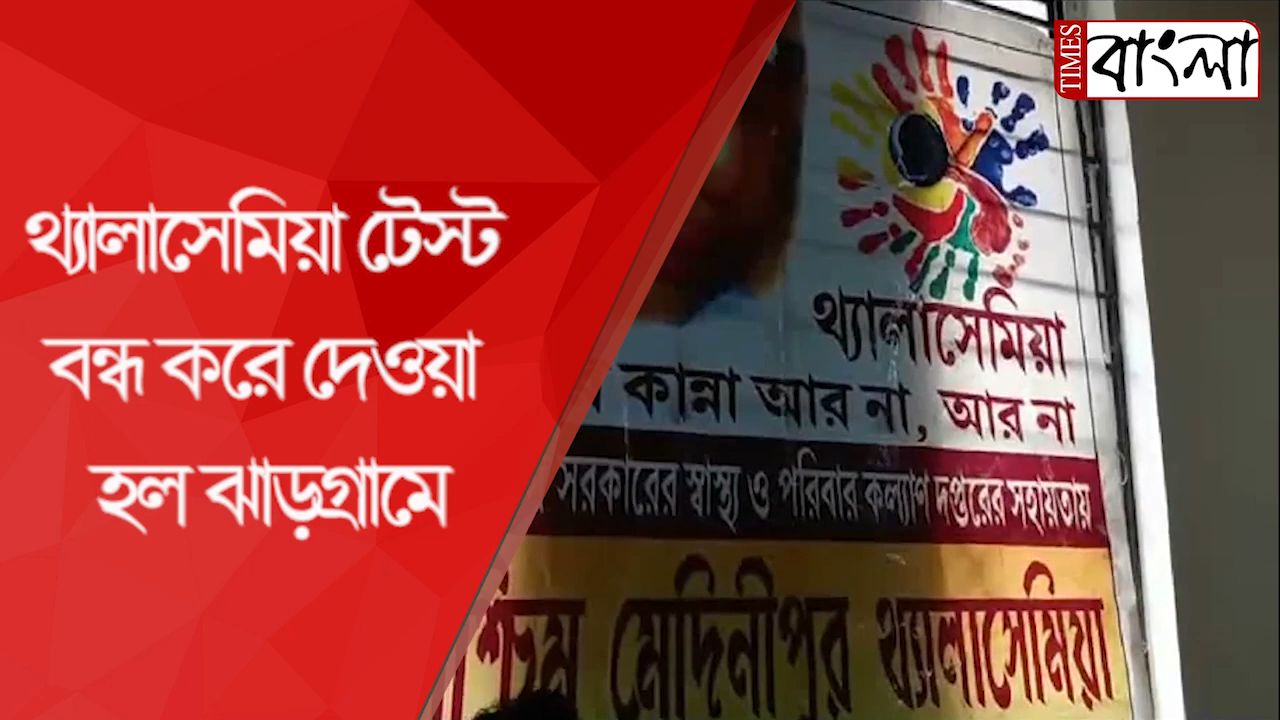 থ্যালাসেমিয়া টেস্ট
বন্ধ করে দেওয়া
হল ঝাড়গ্রামে
TIMES বাংলা
থ্যালাসেমিয়া
কান্না আর না, আর না
সরকারের স্বাস্থ্য ও পরিবার কল্যাণ দপ্তরের সহায়তায়
মেদিনীপুর থ্যালাসেমিয়া